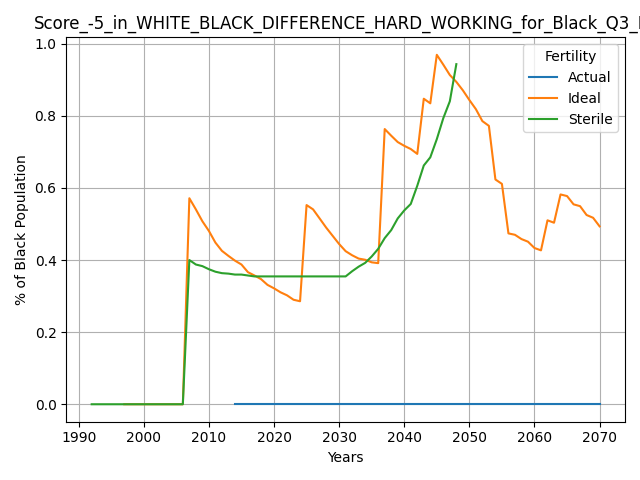 Score_-5_in_WHITE_BLACK_DIFFERENCE_HARD_WORKING_for_Black_Q3_
Fertility
Actual
Ideal
Sterile
% of Black Population
1.0
0.8
0.6
0.4
0.2
0.0
1990 2000 2010 2020 2030 2040 2050 2060 2070
Years